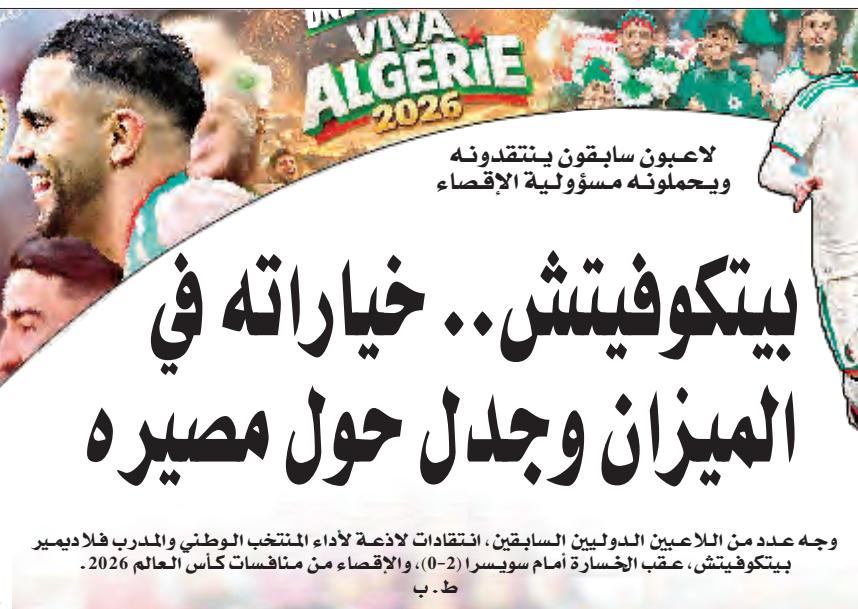 VIVA
ALGÉRIE
2026
لاعبون سابقون ينتقدونه
ويحملونه مسؤولية الإقصاء
بيتكوفيتش.. خياراته في
الميزان وجدل حول مصيره
وجه عدد من اللاعبين الدوليين السابقين، انتقادات لاذعة لأداء المنتخب الوطني والمدرب فلاديمير
بيتكوفيتش، عقب الخسارة أمام سويسرا (2-0)، والإقصاء من منافسات كأس العالم 2026.
ط. ب